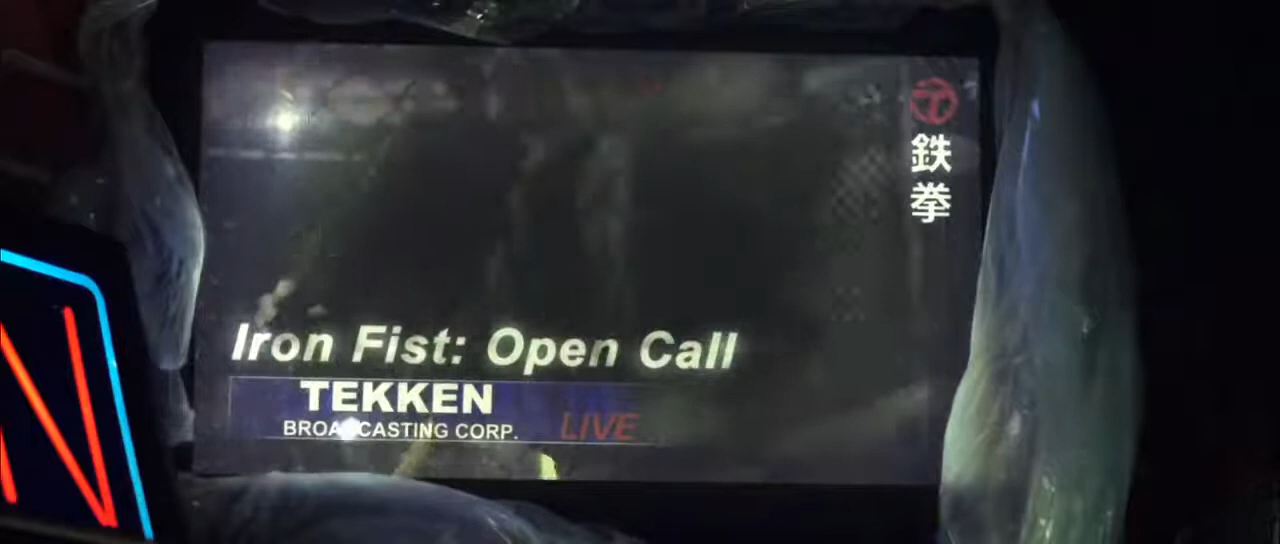 鉄拳
Iron Fist: Open Call
TEKKEN
BROADCASTING CORP.
LIVE
N